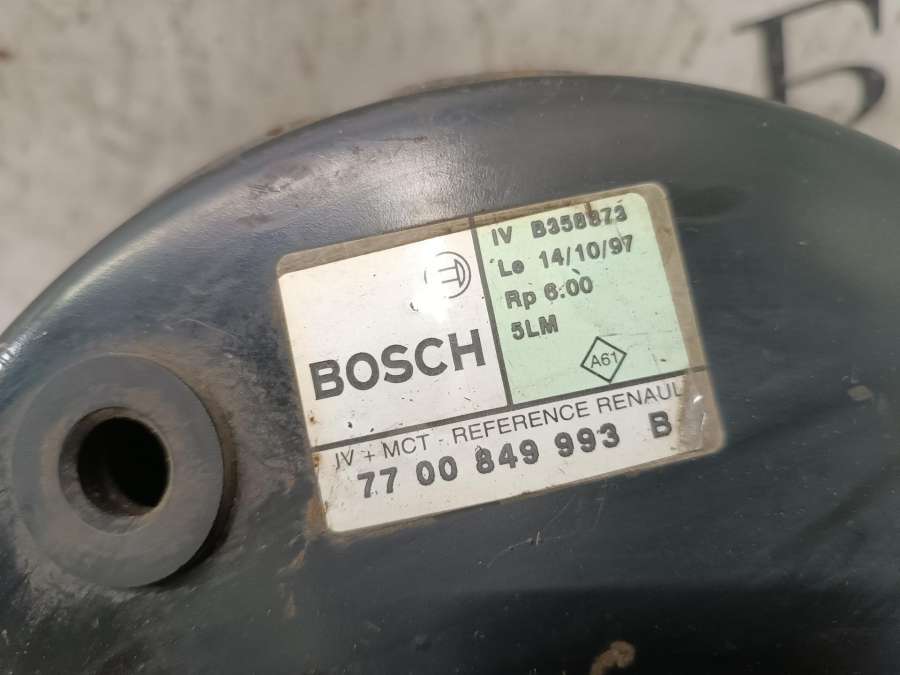 Б
IV B358873
Le 14/10/97
Rp 6.00
5LM
A61
BOSCH
IV + MCT - REFERENCE RENAUL
77 00 849 993 B